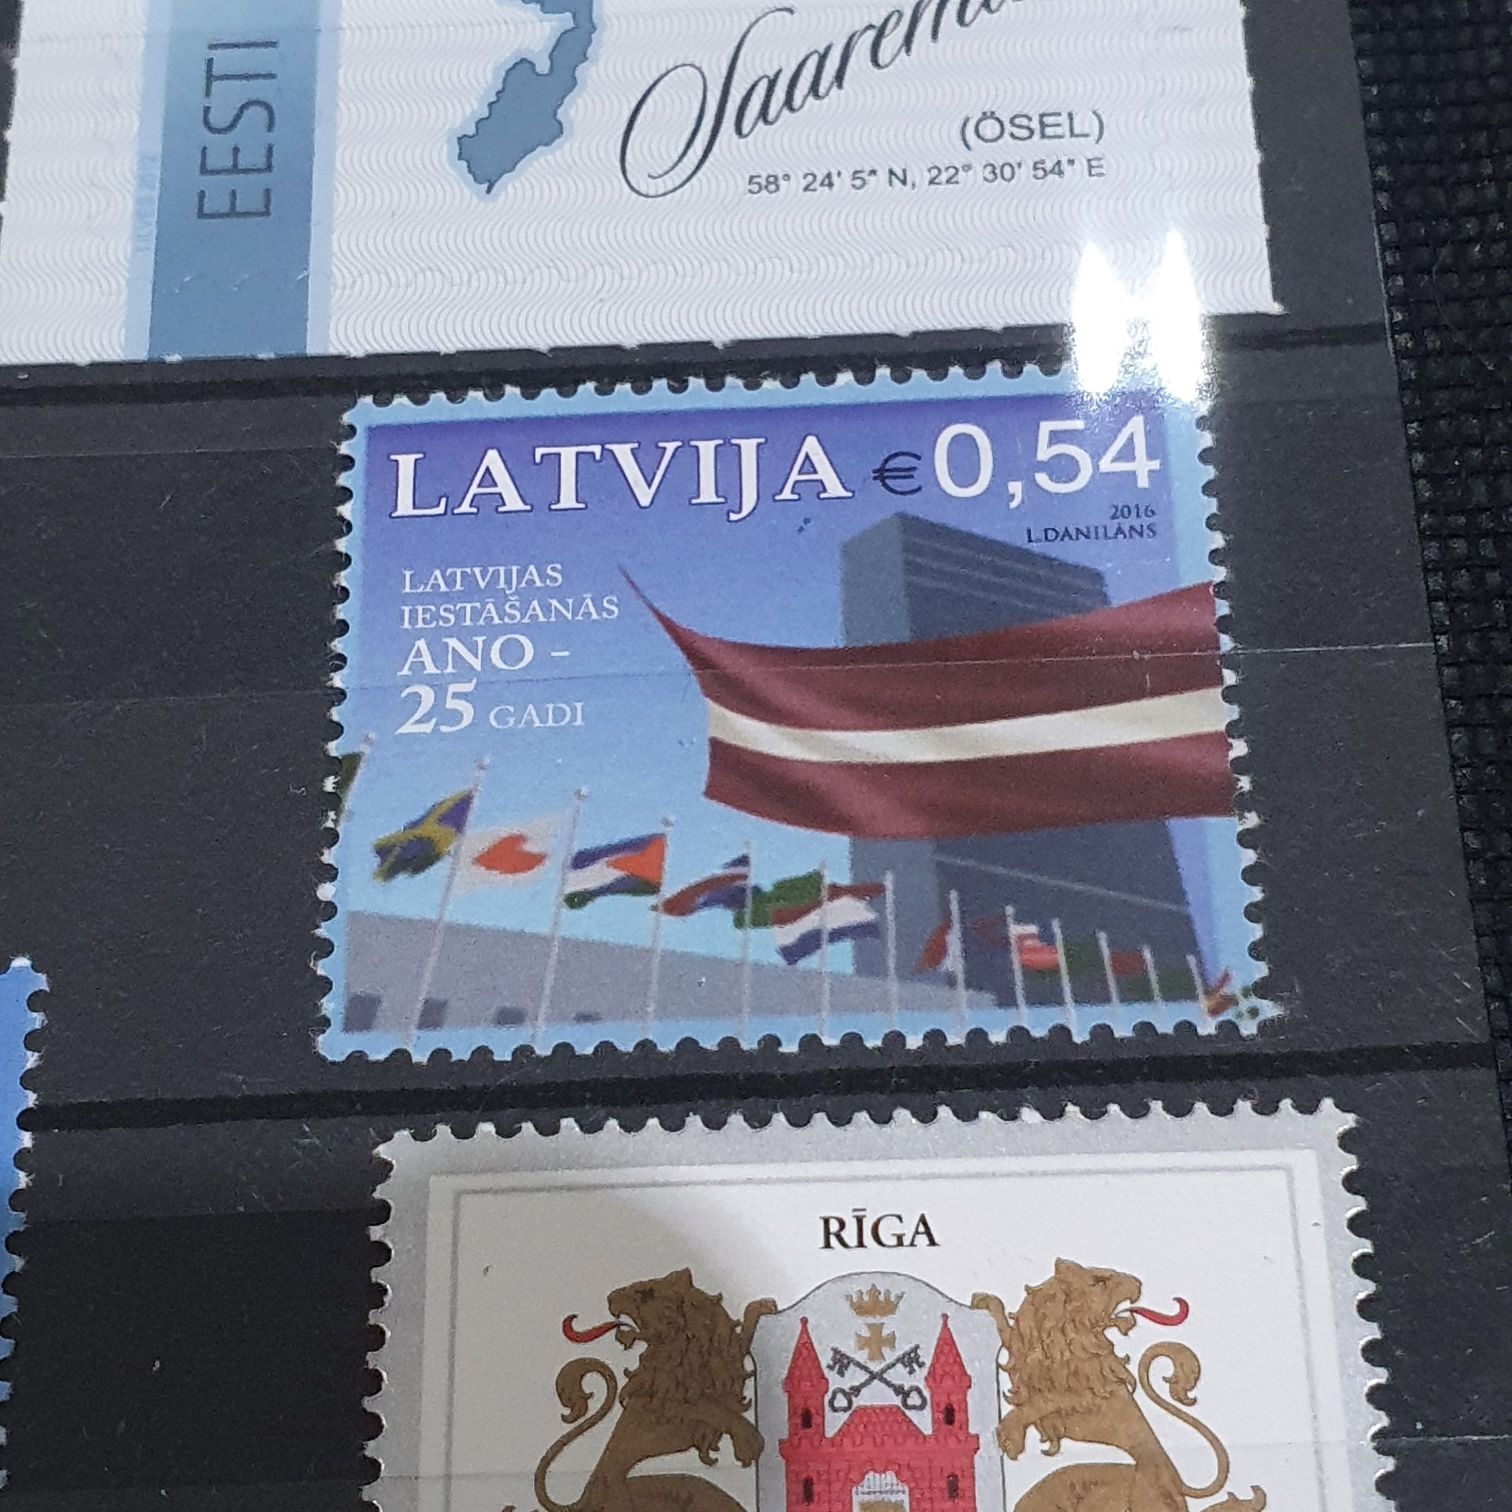 EESTI
Saarema
(ÖSEL)
58° 24' 5" N, 22° 30' 54" E
LATVIJA €0,54
2016
L.DANILĀNS
LATVIJAS
IESTĀŠANĀS
ANO -
25 GADI
RĪGA